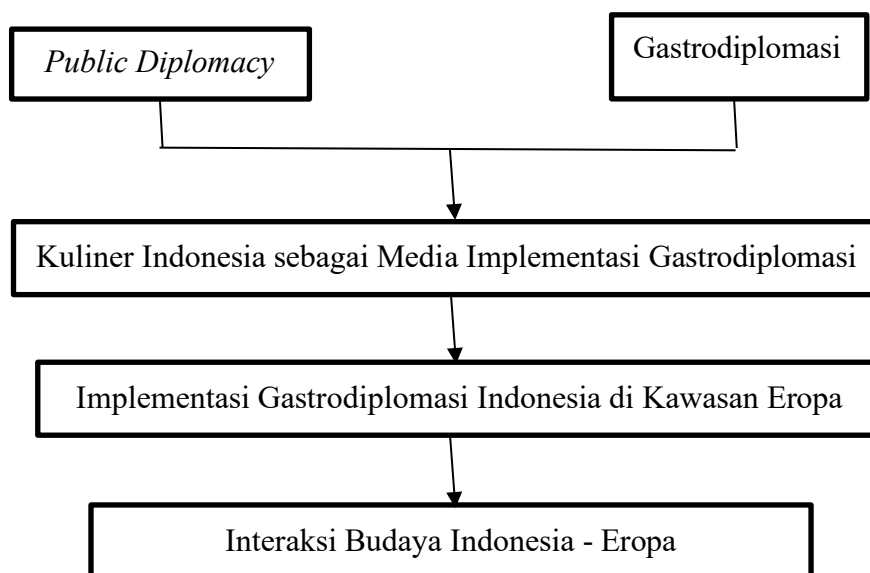 Public Diplomacy
Gastrodiplomasi
Kuliner Indonesia sebagai Media Implementasi Gastrodiplomasi
Implementasi Gastrodiplomasi Indonesia di Kawasan Eropa
Interaksi Budaya Indonesia - Eropa